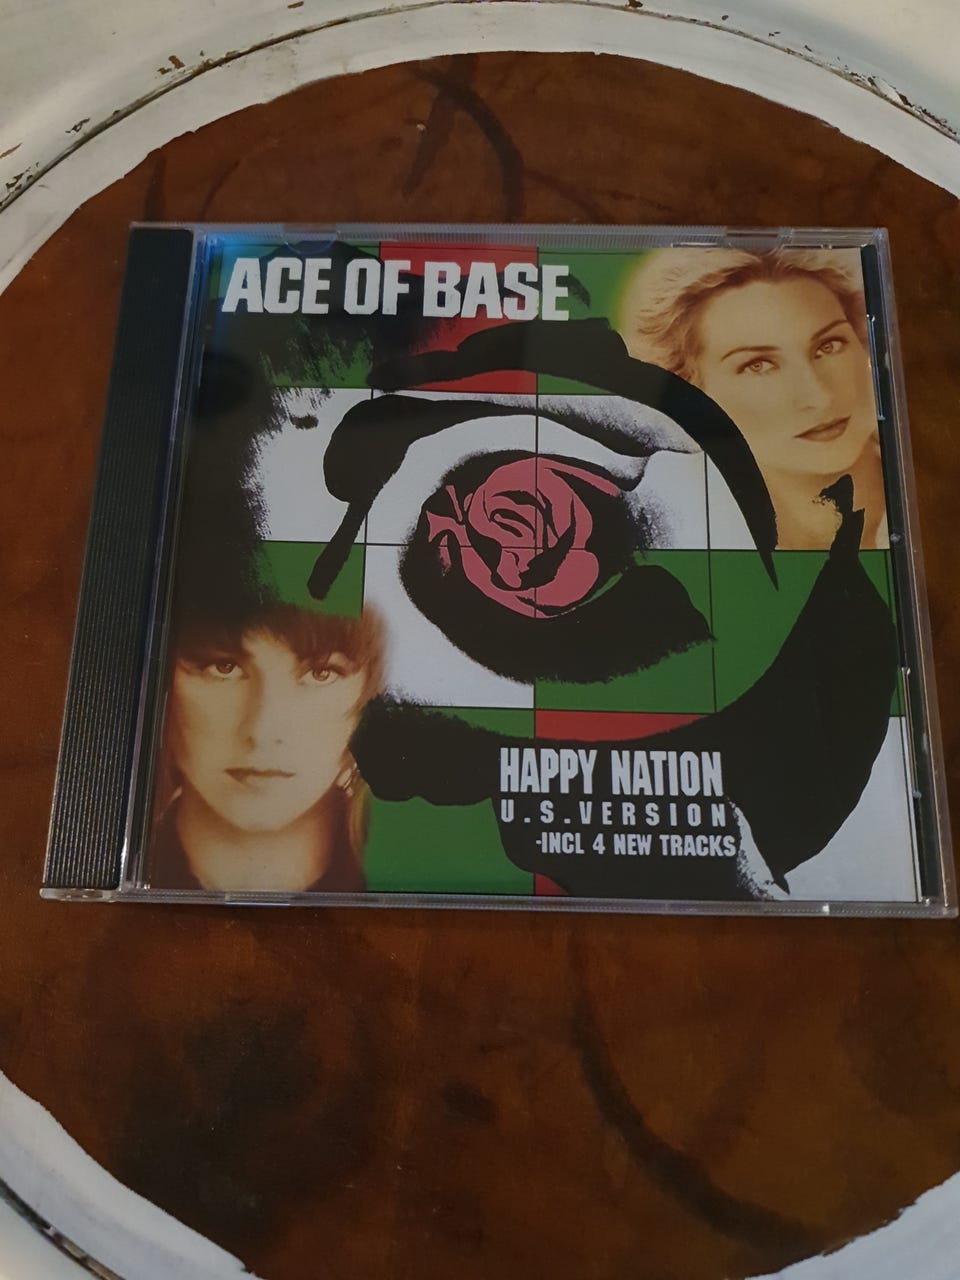 ACE OF BASE
HAPPY NATION
U.S.VERSION
-INCL 4 NEW TRACKS